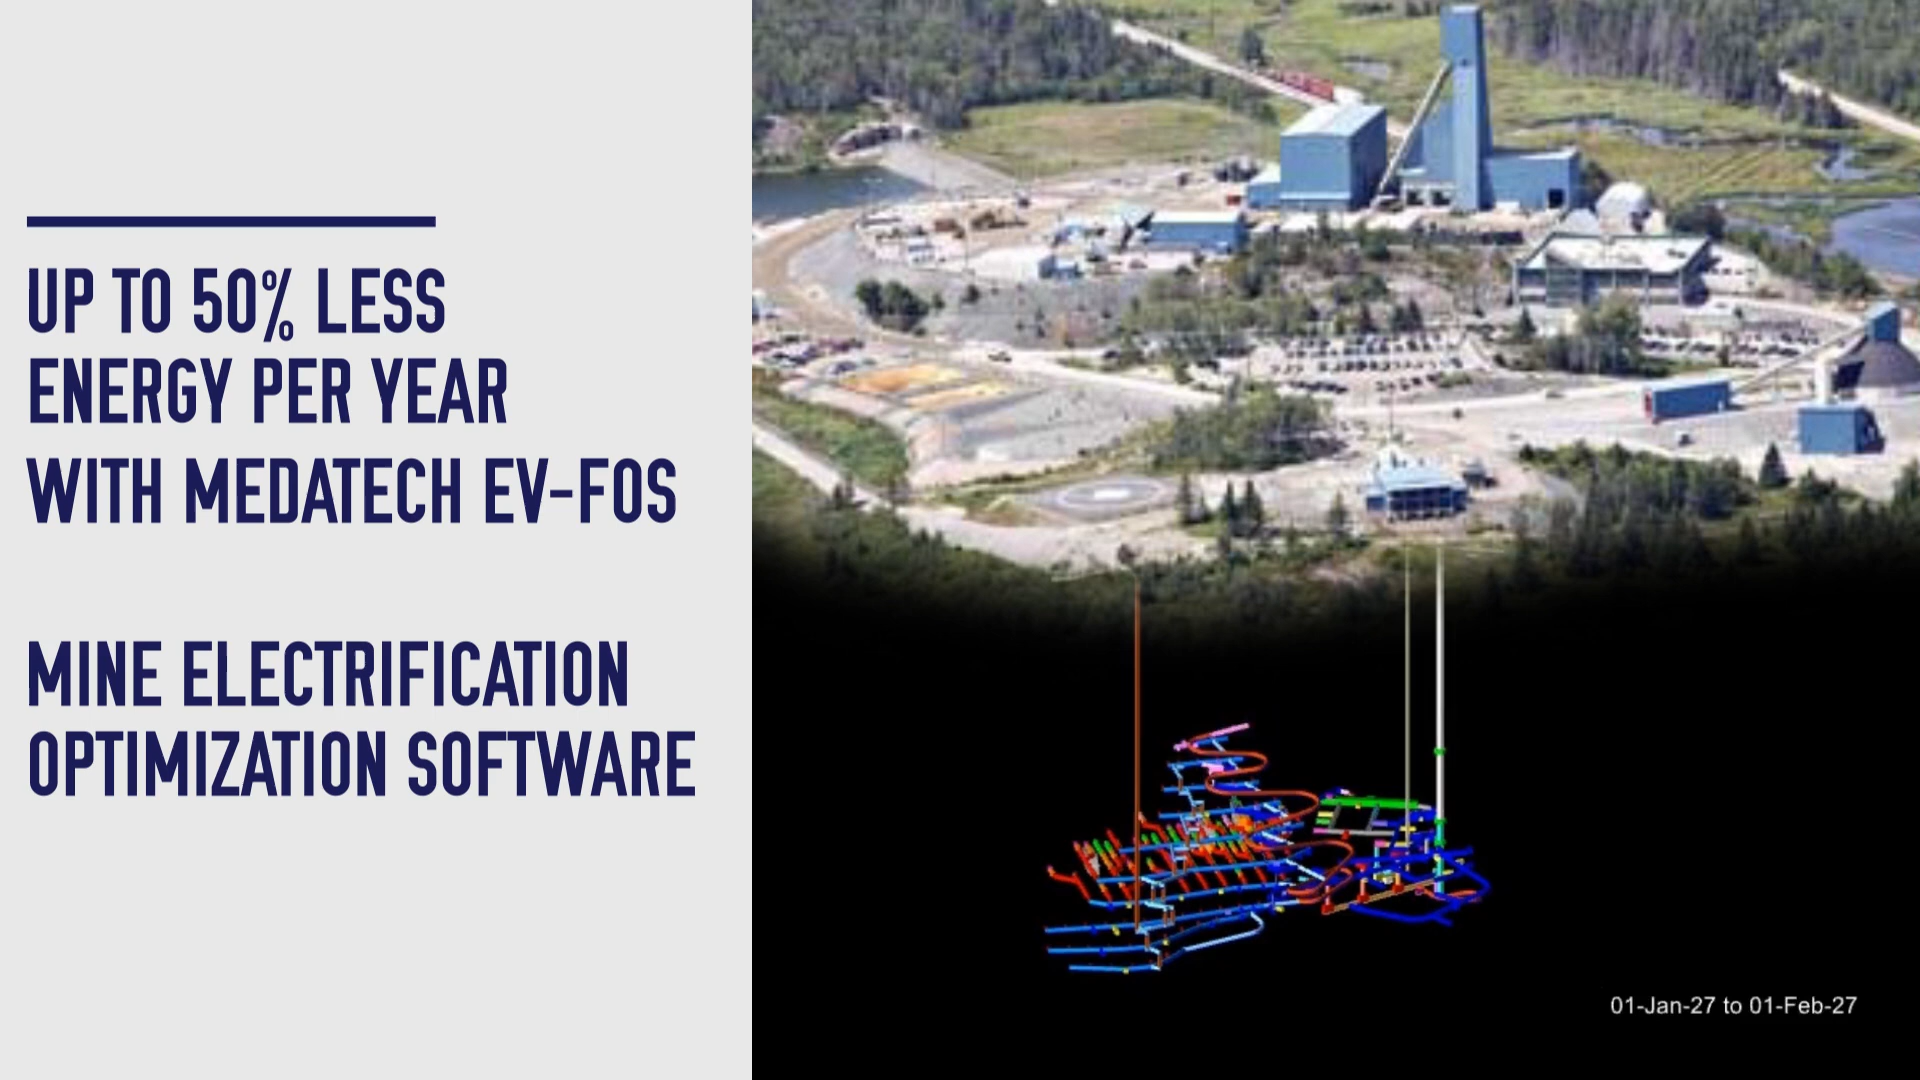 UP TO 50% LESS
ENERGY PER YEAR
WITH MEDATECH EV-FOS
MINE ELECTRIFICATION
OPTIMIZATION SOFTWARE
01-Jan-27 to 01-Feb-27